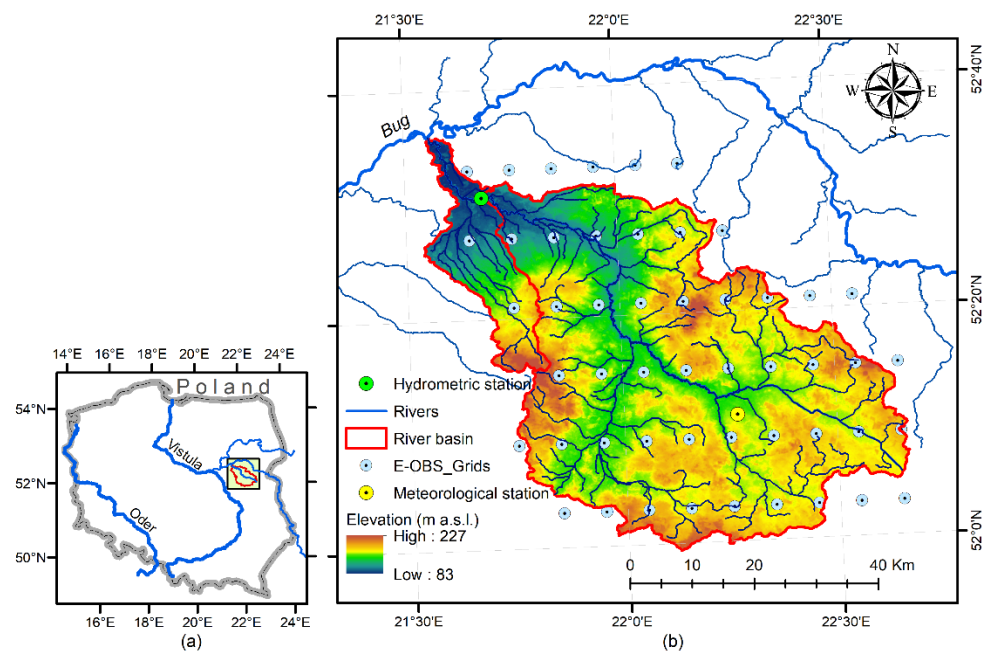 21°30'E 22°0'E 22°30'E
52°40'N
N
W E
S
Bug
52°20'N
14°E 16°E 18°E 20°E 22°E 24°E
Poland
54°N
Vistula
52°N
Oder
50°N
16°E 18°E 20°E 22°E 24°E
(a)
Hydrometric station
Rivers
River basin
E-OBS_Grids
Meteorological station
Elevation (m a.s.l.)
High : 227
Low : 83
52°0'N
0 10 20 40 Km
21°30'E 22°0'E 22°30'E
(b)